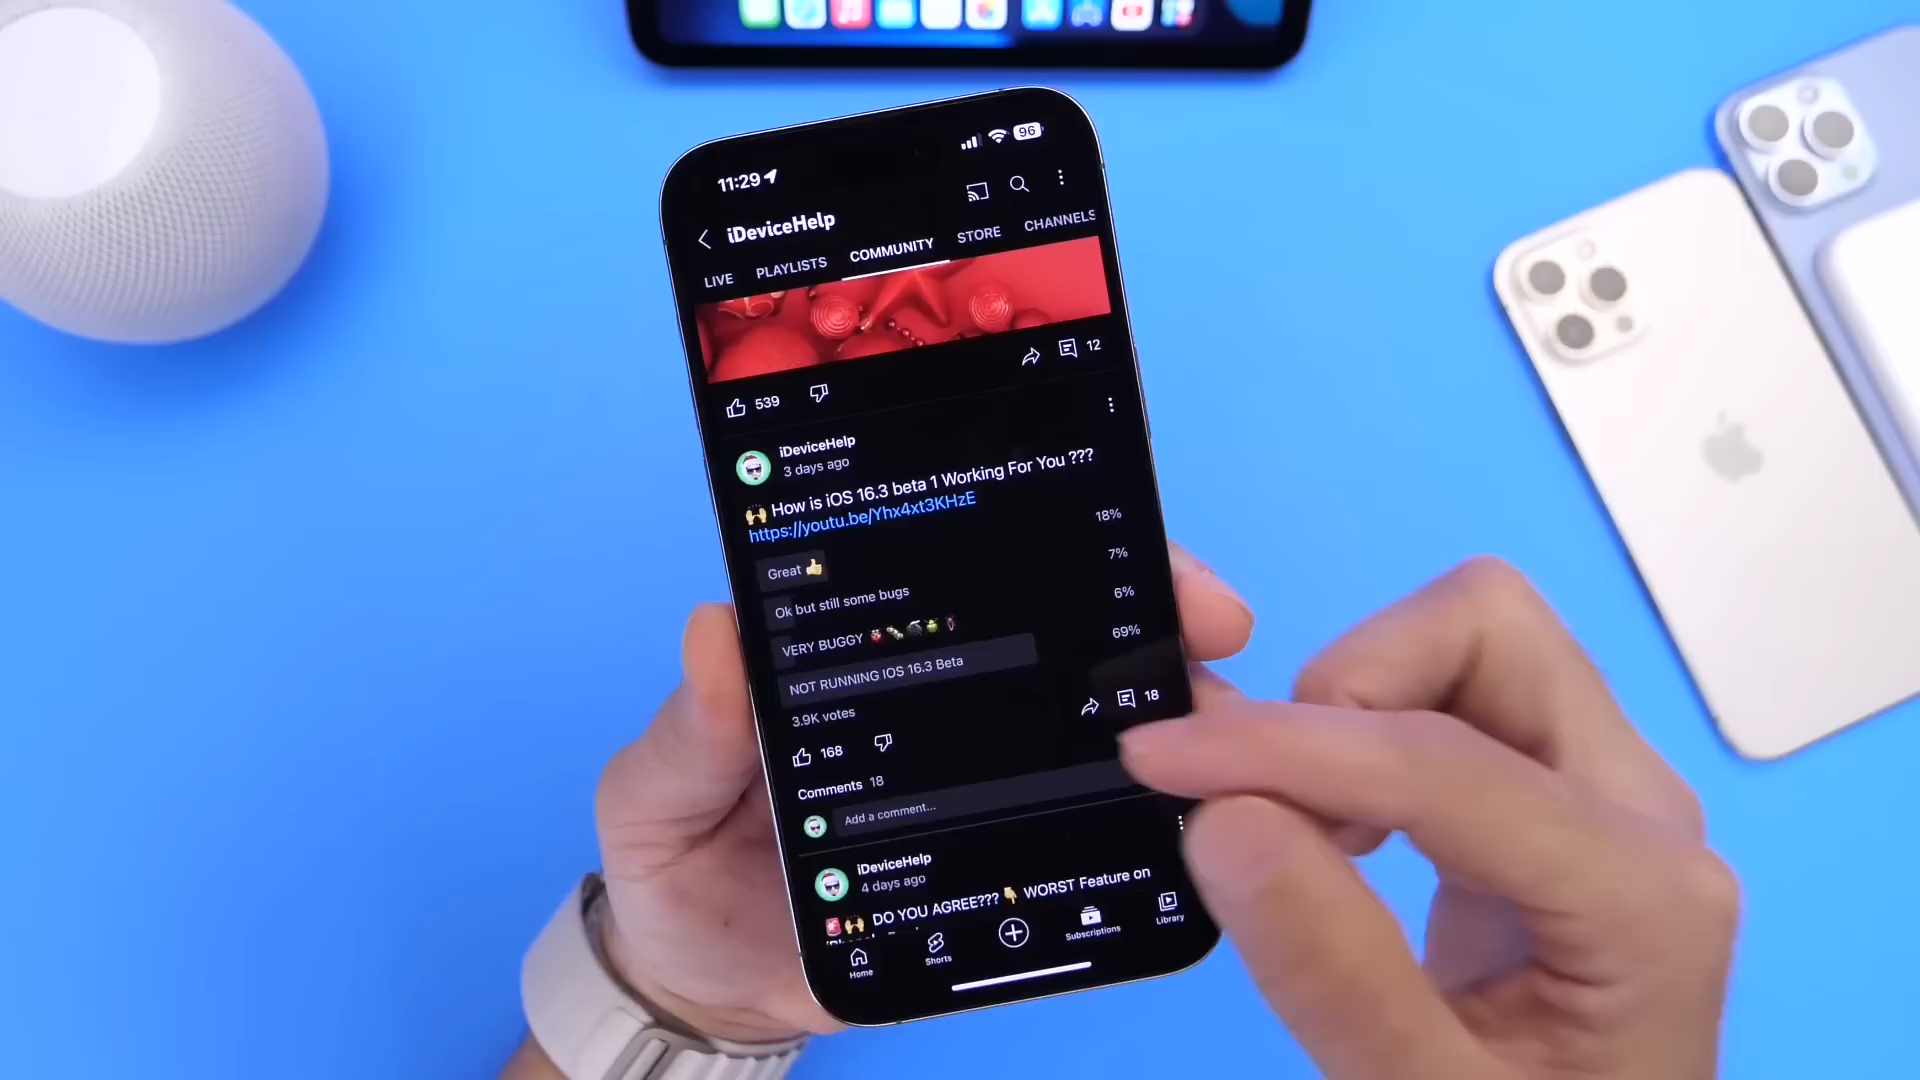 11:29
96
iDeviceHelp
LIVE PLAYLISTS COMMUNITY STORE CHANNELS
539
12
iDeviceHelp
3 days ago
🙌 How is iOS 16.3 beta 1 Working For You ???
https://youtu.be/Yhx4xt3KHzE
Great 👍 18%
Ok but still some bugs 7%
VERY BUGGY 🐞🐛 6%
NOT RUNNING IOS 16.3 Beta 69%
3.9K votes
168
18
Comments 18
Add a comment...
iDeviceHelp
4 days ago
🚨🙌 DO YOU AGREE??? 👇 WORST Feature on
Home Shorts Subscriptions Library